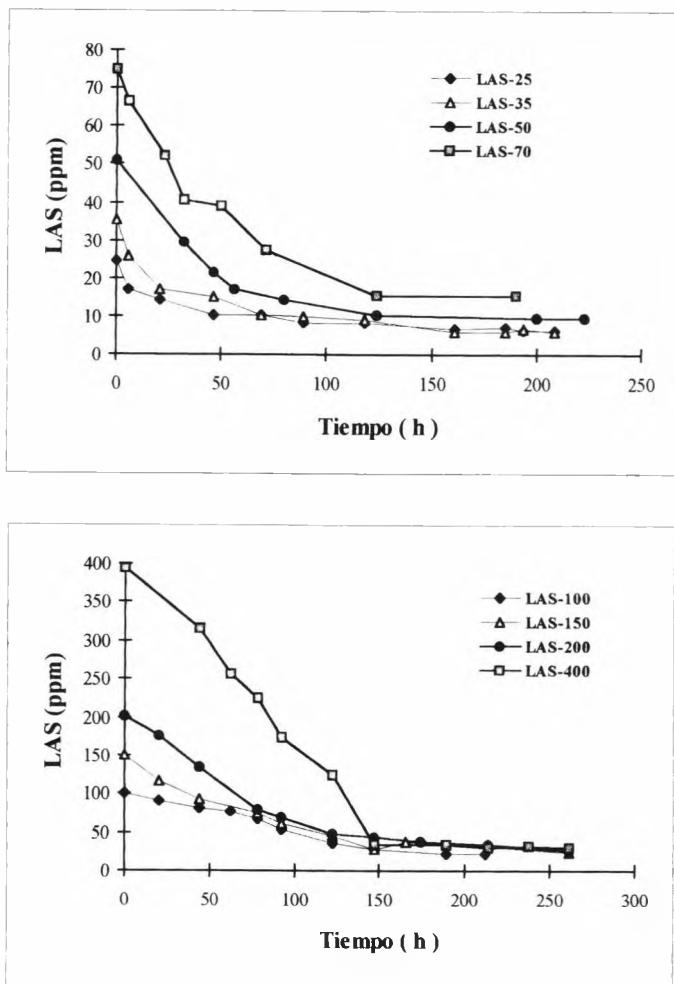 80
70
60
50
40
30
20
10
0
LAS (ppm)
LAS-25
LAS-35
LAS-50
LAS-70
0 50 100 150 200 250
Tiempo ( h )
400
350
300
250
200
150
100
50
0
LAS (ppm)
LAS-100
LAS-150
LAS-200
LAS-400
0 50 100 150 200 250 300
Tiempo ( h )